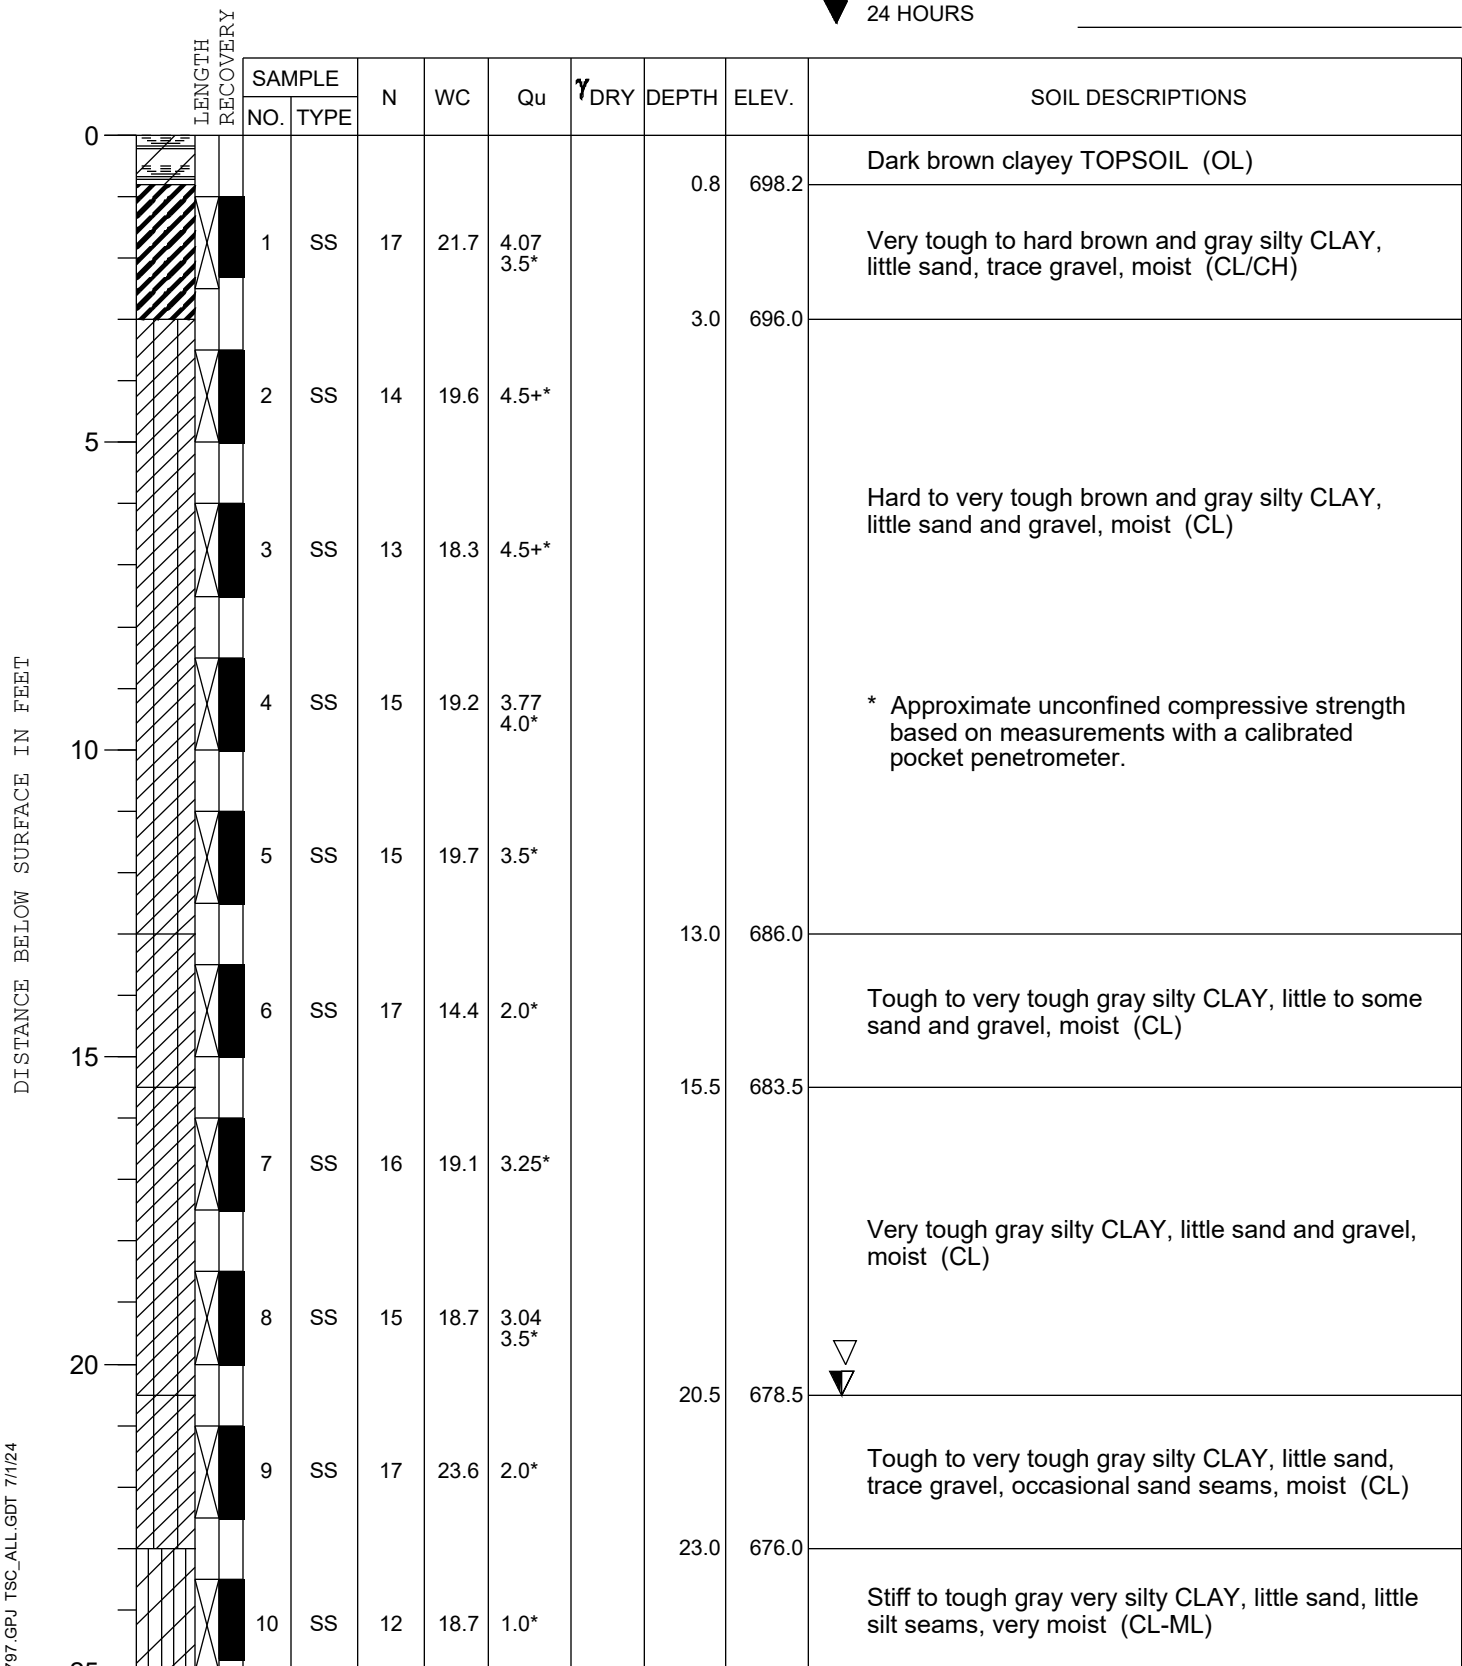 24 HOURS
LENGTH
RECOVERY
SAMPLE
NO. TYPE N WC Qu γDRY DEPTH ELEV. SOIL DESCRIPTIONS
0
Dark brown clayey TOPSOIL (OL)
0.8 698.2
1 SS 17 21.7 4.07
3.5*
Very tough to hard brown and gray silty CLAY,
little sand, trace gravel, moist (CL/CH)
3.0 696.0
2 SS 14 19.6 4.5+*
5
Hard to very tough brown and gray silty CLAY,
little sand and gravel, moist (CL)
3 SS 13 18.3 4.5+*
4 SS 15 19.2 3.77
4.0*
* Approximate unconfined compressive strength
based on measurements with a calibrated
pocket penetrometer.
10
5 SS 15 19.7 3.5*
13.0 686.0
6 SS 17 14.4 2.0*
Tough to very tough gray silty CLAY, little to some
sand and gravel, moist (CL)
15
15.5 683.5
7 SS 16 19.1 3.25*
Very tough gray silty CLAY, little sand and gravel,
moist (CL)
8 SS 15 18.7 3.04
3.5*
20
20.5 678.5
9 SS 17 23.6 2.0*
Tough to very tough gray silty CLAY, little sand,
trace gravel, occasional sand seams, moist (CL)
23.0 676.0
10 SS 12 18.7 1.0*
Stiff to tough gray very silty CLAY, little sand, little
silt seams, very moist (CL-ML)
DISTANCE BELOW SURFACE IN FEET
797.GPJ TSC_ALL.GDT 7/1/24